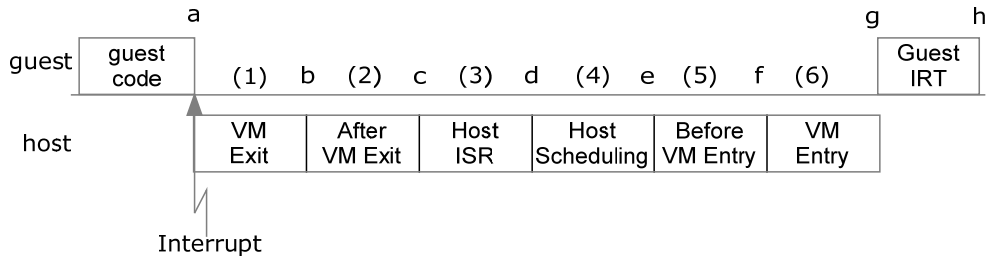 a g h
guest
guest
code
(1) b (2) c (3) d (4) e (5) f (6)
Guest
IRT
host
VM
Exit
After
VM Exit
Host
ISR
Host
Scheduling
Before
VM Entry
VM
Entry
Interrupt